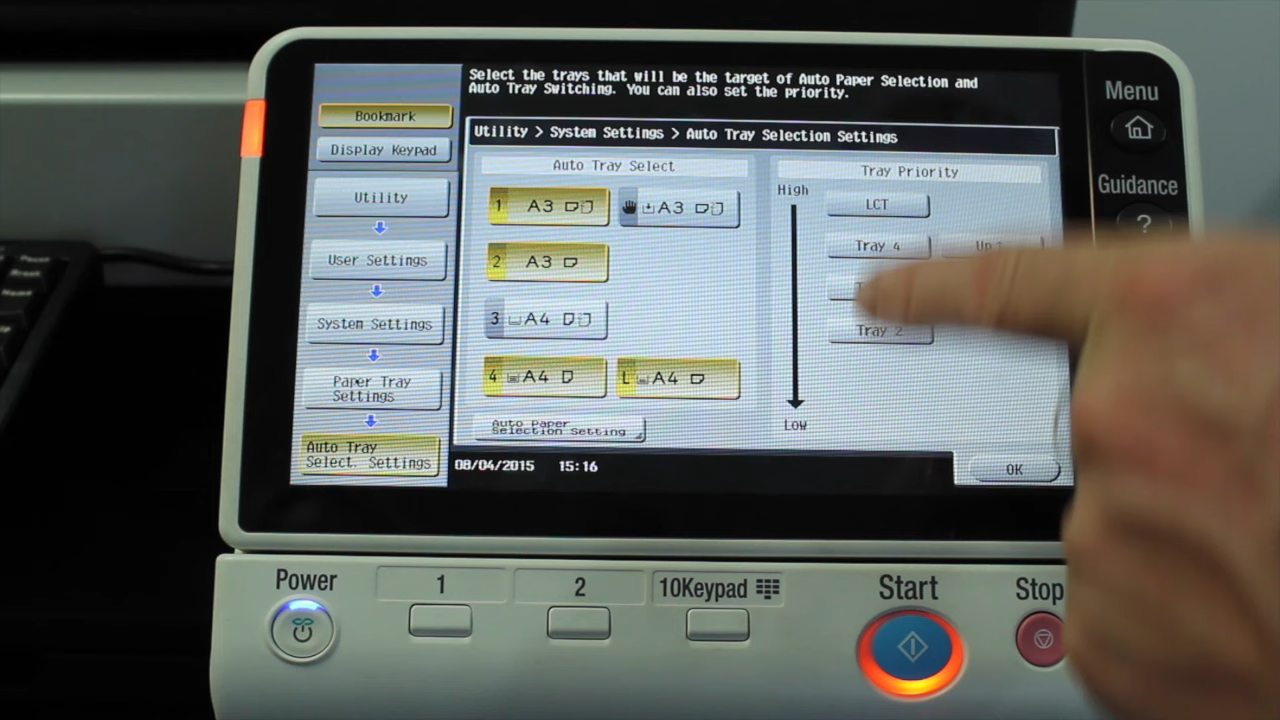 Select the trays that will be the target of Auto Paper Selection and
Auto Tray Switching. You can also set the priority.
Bookmark
Display Keypad
Utility
User Settings
System Settings
Paper Tray
Settings
Auto Tray
Select. Settings
Utility > System Settings > Auto Tray Selection Settings
Auto Tray Select
1 A3
A3
2 A3
3 A4
4 A4
L A4
Auto Paper
Selection Setting
Tray Priority
High
LCT
Tray 4
Up
Tray 2
Low
08/04/2015 15:16
OK
Menu
Guidance
?
Power
1
2
10Keypad
Start
Stop